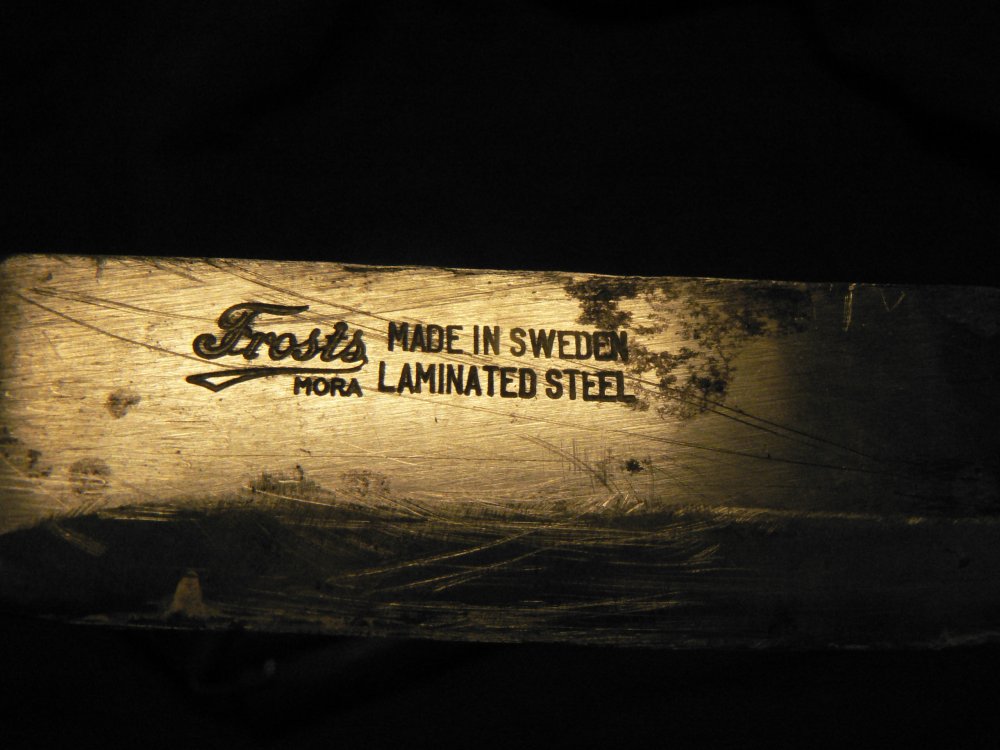 Frosts
MORA
MADE IN SWEDEN
LAMINATED STEEL